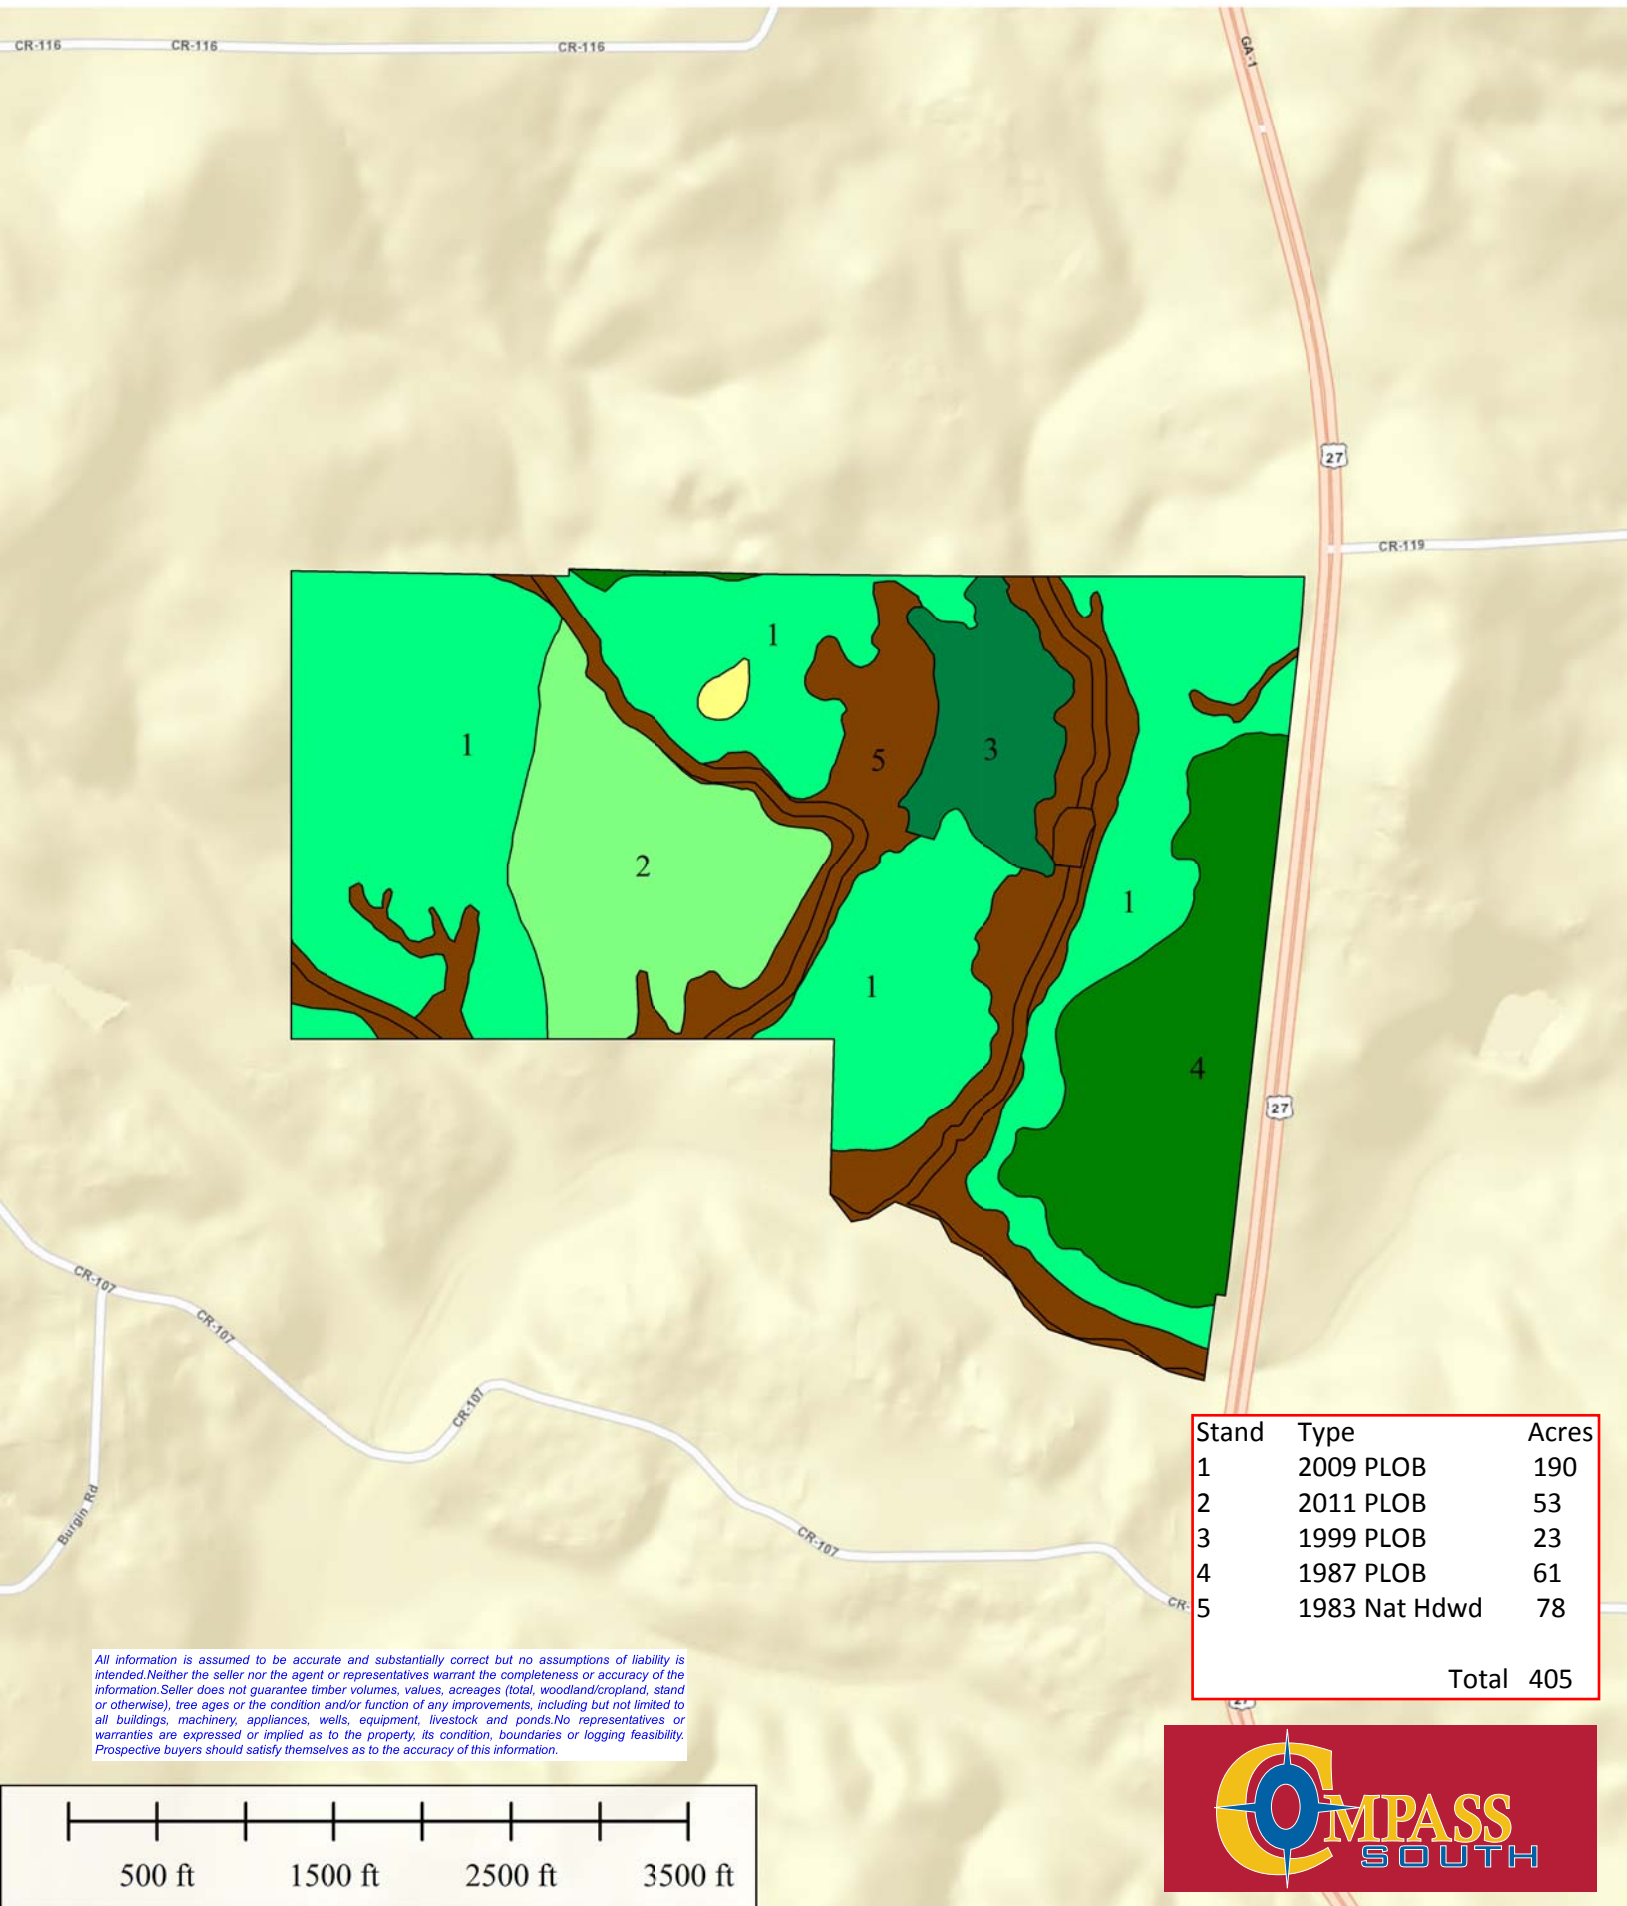 CR-116 CR-116 CR-116
GA-1
27
CR-119
1
1
5
3
2
1
1
4
27
CR-107
CR-107
CR-107
Burgin Rd
CR-107
CR-
Stand Type Acres
1 2009 PLOB 190
2 2011 PLOB 53
3 1999 PLOB 23
4 1987 PLOB 61
5 1983 Nat Hdwd 78
Total 405
27
All information is assumed to be accurate and substantially correct but no assumptions of liability is
intended.Neither the seller nor the agent or representatives warrant the completeness or accuracy of the
information.Seller does not guarantee timber volumes, values, acreages (total, woodland/cropland, stand
or otherwise), tree ages or the condition and/or function of any improvements, including but not limited to
all buildings, machinery, appliances, wells, equipment, livestock and ponds.No representatives or
warranties are expressed or implied as to the property, its condition, boundaries or logging feasibility.
Prospective buyers should satisfy themselves as to the accuracy of this information.
500 ft 1500 ft 2500 ft 3500 ft
COMPASS
SOUTH